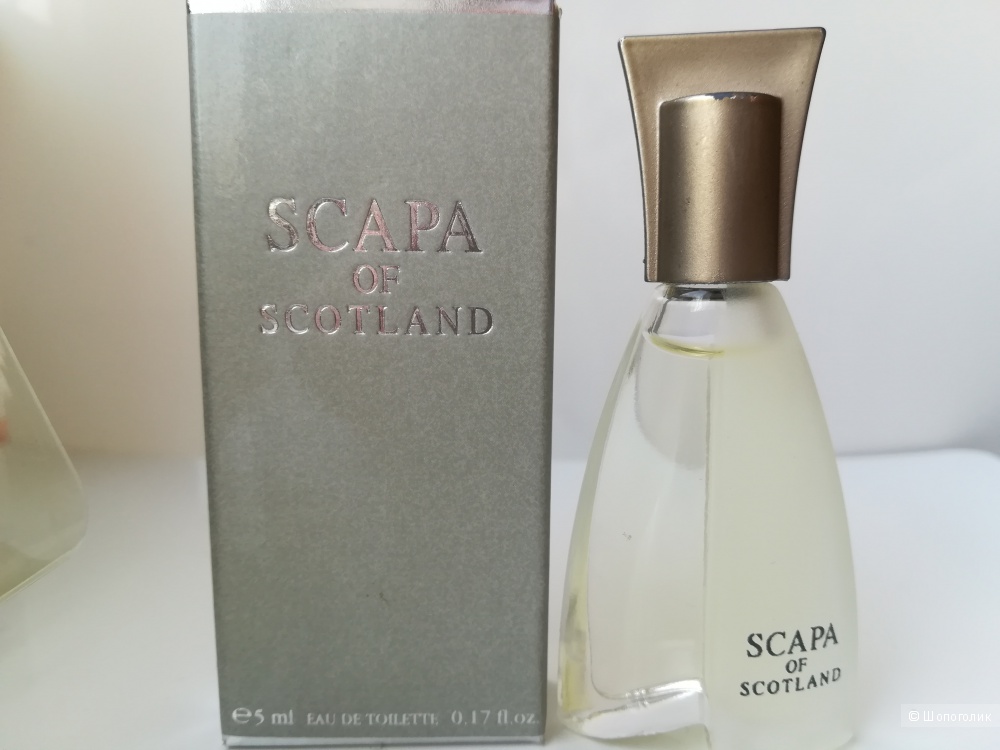 SCAPA
OF
SCOTLAND
℮5 ml EAU DE TOILETTE 0.17 fl.oz.
SCAPA
OF
SCOTLAND
© Шопоголик